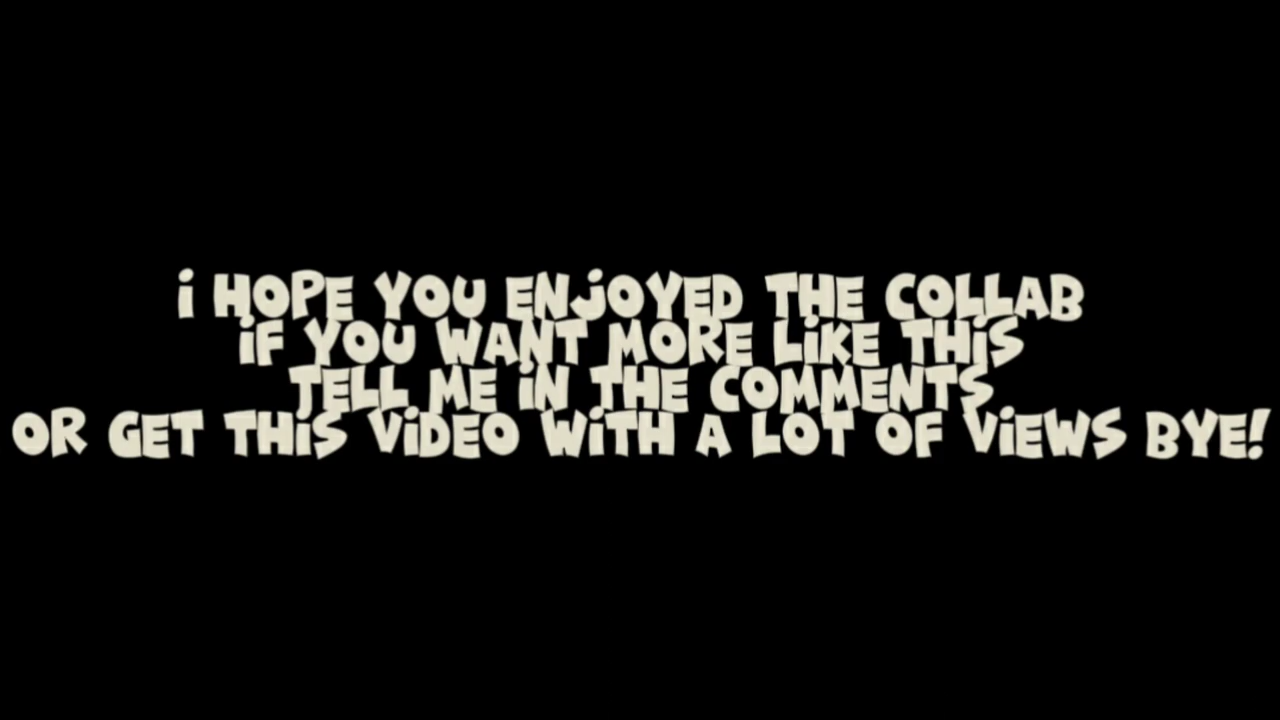 i HOPE YOU ENJOYED THE COLLAB
iF YOU WANT MORE LiKE THiS
TELL ME iN THE COMMENTS
OR GET THiS ViDEO WiTH A LOT OF ViEWS BYE!